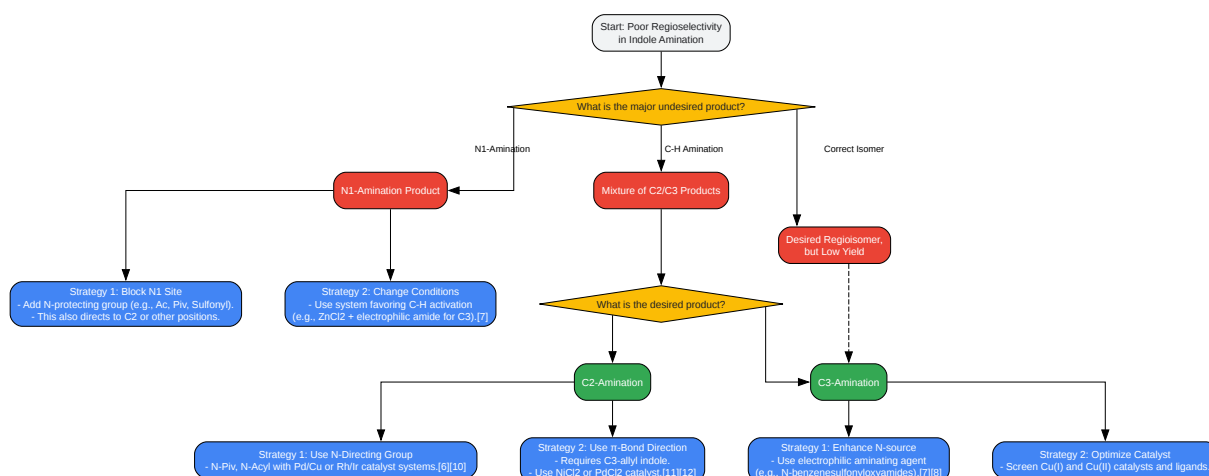 Start: Poor Regioselectivity
in Indole Amination
What is the major undesired product?
N1-Amination
C-H Amination
Correct Isomer
N1-Amination Product
Mixture of C2/C3 Products
Desired Regioisomer,
but Low Yield
Strategy 1: Block N1 Site
- Add N-protecting group (e.g., Ac, Piv, Sulfonyl).
- This also directs to C2 or other positions.
Strategy 2: Change Conditions
- Use system favoring C-H activation
(e.g., ZnCl2 + electrophilic amide for C3).[7]
What is the desired product?
C2-Amination
C3-Amination
Strategy 1: Use N-Directing Group
- N-Piv, N-Acyl with Pd/Cu or Rh/Ir catalyst systems.[6][10]
Strategy 2: Use π-Bond Direction
- Requires C3-allyl indole.
- Use NiCl2 or PdCl2 catalyst.[11][12]
Strategy 1: Enhance N-source
- Use electrophilic aminating agent
(e.g., N-benzenesulfonyloxyamides).[7][8]
Strategy 2: Optimize Catalyst
- Screen Cu(I) and Cu(II) catalysts and ligands.